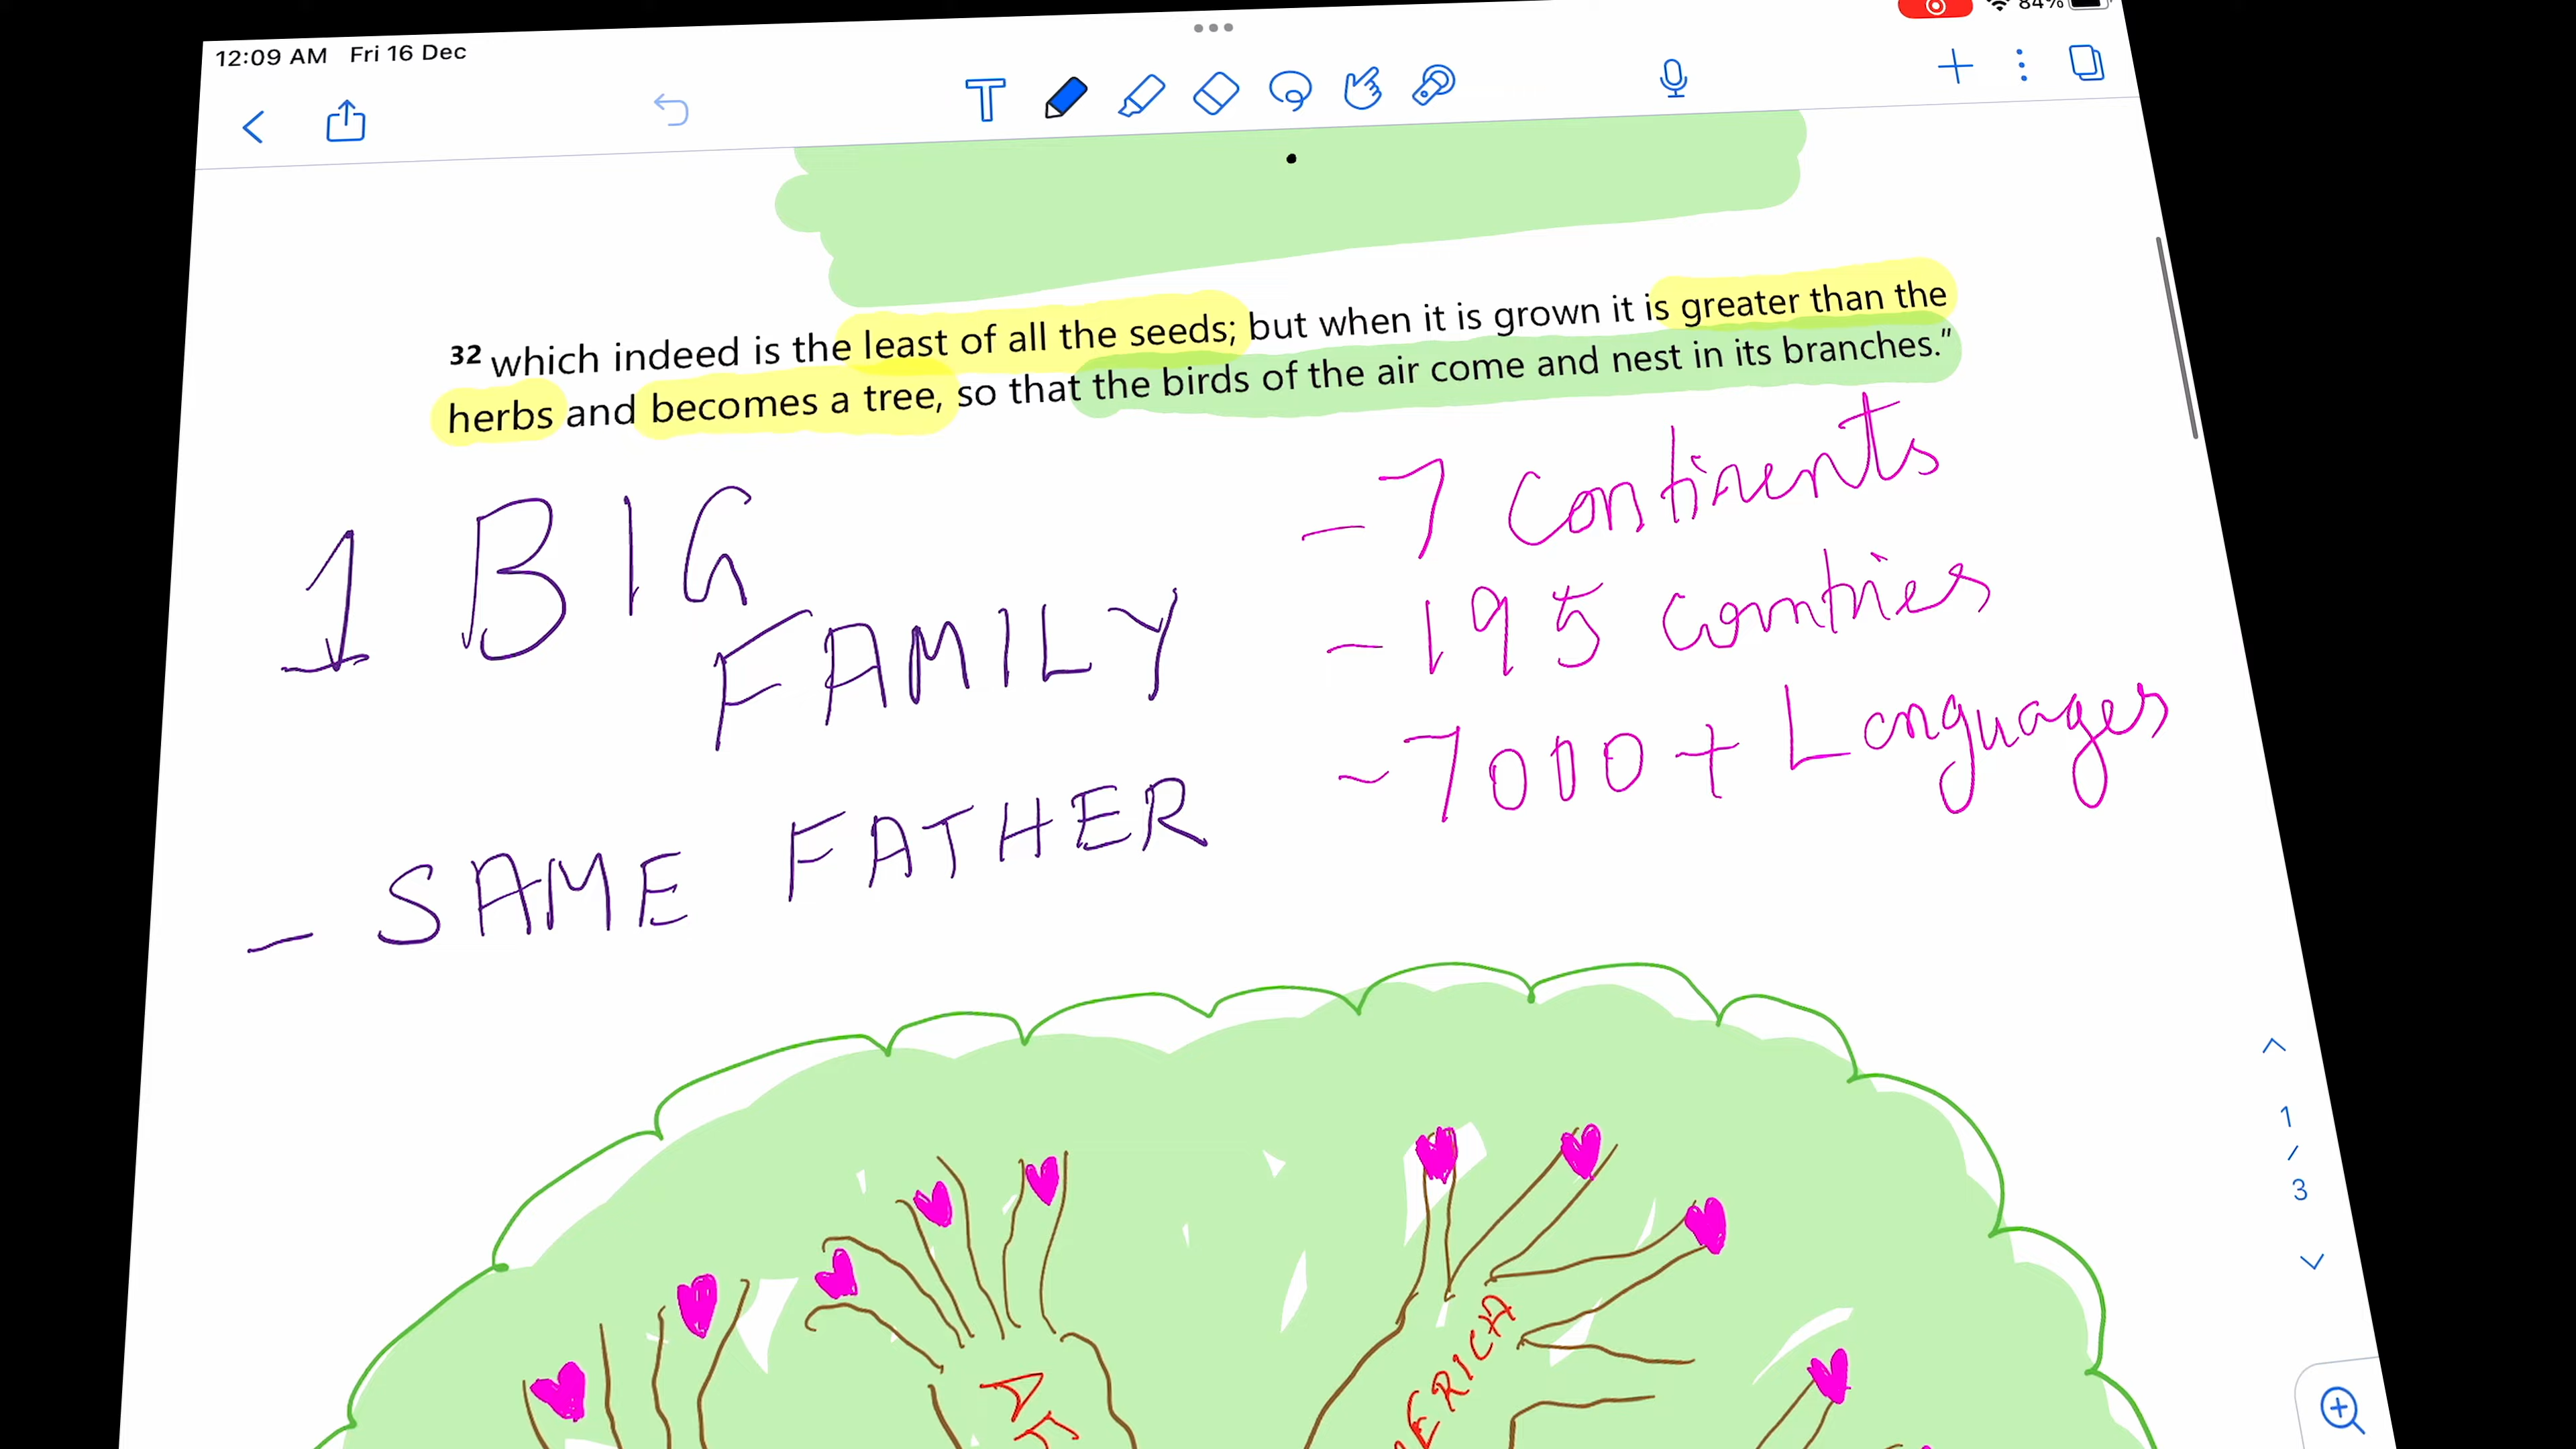 12:09 AM Fri 16 Dec
84%
32 which indeed is the least of all the seeds; but when it is grown it is greater than the
herbs and becomes a tree, so that the birds of the air come and nest in its branches."
1 BIG
FAMILY
- SAME FATHER
- 7 Continents
- 195 Countries
- 7000 + Languages
1
/
3